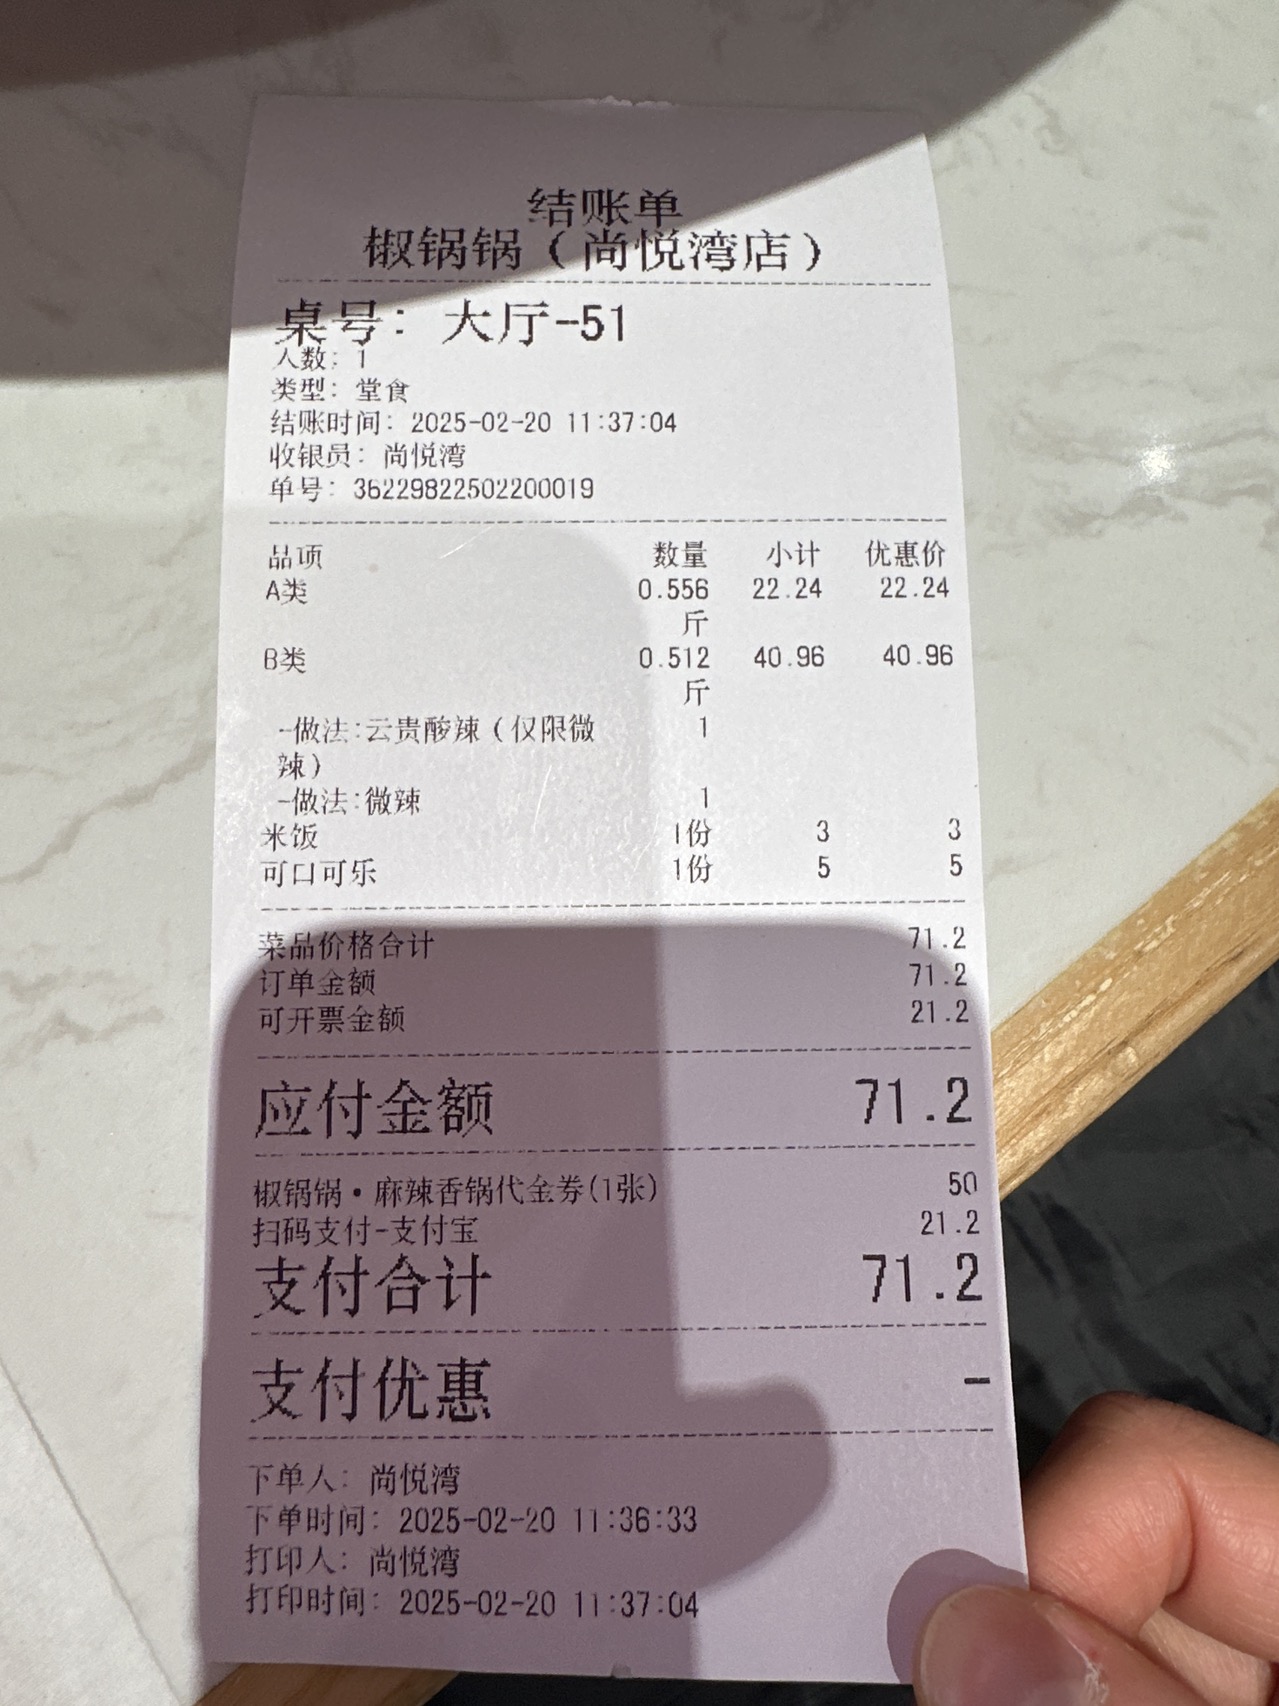 结账单
椒锅锅（尚悦湾店）
桌号：大厅-51
人数：1
类型：堂食
结账时间：2025-02-20 11:37:04
收银员：尚悦湾
单号：36229822502200019
品项 数量 小计 优惠价
A类 0.556 22.24 22.24
斤
B类 0.512 40.96 40.96
斤
-做法:云贵酸辣（仅限微 1
辣）
-做法:微辣 1
米饭 1份 3 3
可口可乐 1份 5 5
菜品价格合计 71.2
订单金额 71.2
可开票金额 21.2
应付金额 71.2
椒锅锅•麻辣香锅代金券(1张) 50
扫码支付-支付宝 21.2
支付合计 71.2
支付优惠 -
下单人：尚悦湾
下单时间：2025-02-20 11:36:33
打印人：尚悦湾
打印时间：2025-02-20 11:37:04